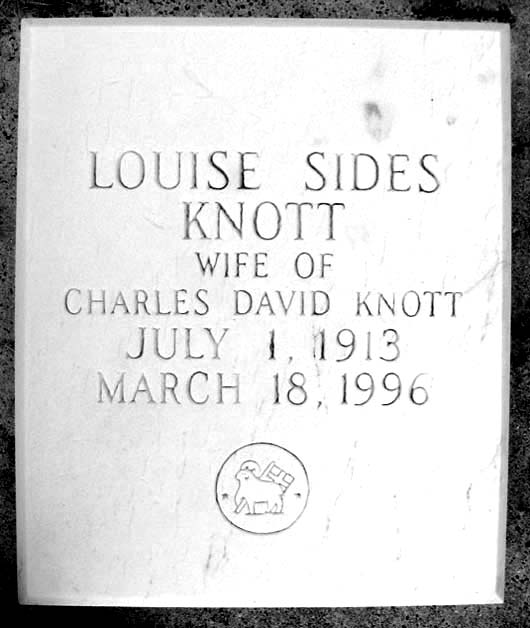 LOUISE SIDES
KNOTT
WIFE OF
CHARLES DAVID KNOTT
JULY 1, 1913
MARCH 18, 1996